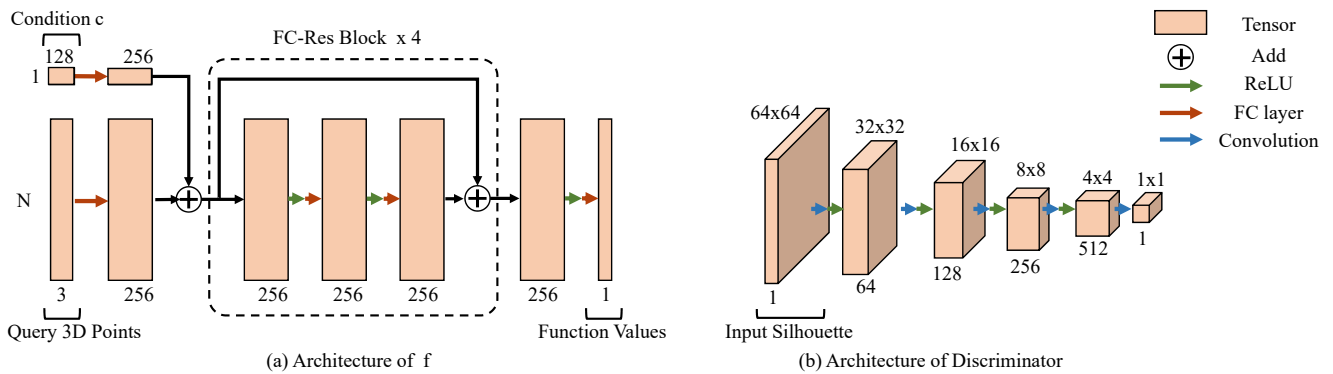 Condition c
128
256
1
FC-Res Block x 4
N
3
256
256
256
256
256
1
Query 3D Points
Function Values
(a) Architecture of f
64x64
32x32
16x16
8x8
4x4
1x1
1
64
128
256
512
1
Input Silhouette
(b) Architecture of Discriminator
Tensor
Add
ReLU
FC layer
Convolution